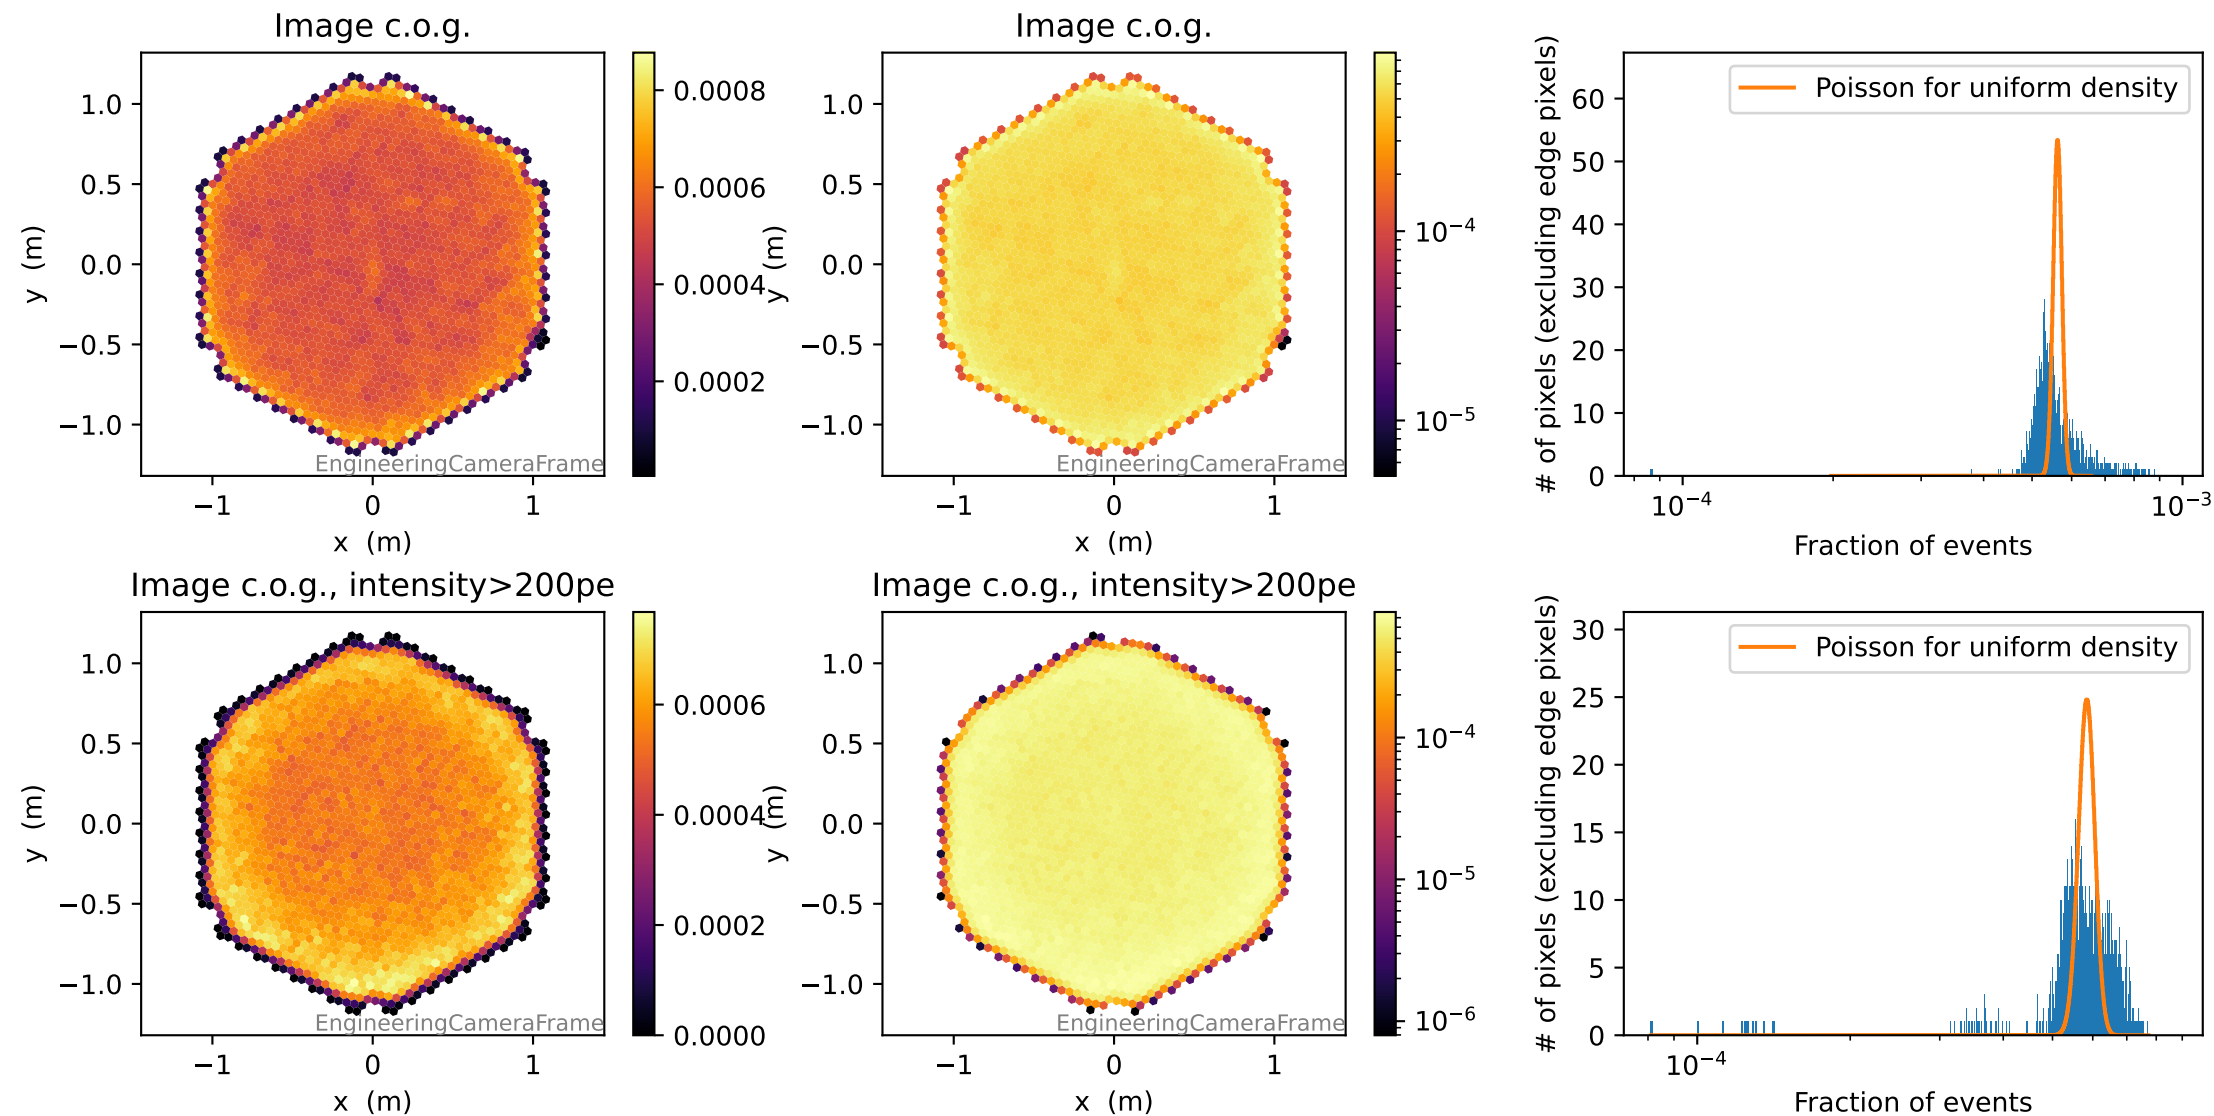 Image c.o.g.
1.0
0.5
0.0
−0.5
−1.0
y (m)
−1 0 1
x (m)
EngineeringCameraFrame
0.0008
0.0006
0.0004
0.0002
Image c.o.g.
1.0
0.5
0.0
−0.5
−1.0
y (m)
−1 0 1
x (m)
EngineeringCameraFrame
10⁻⁴
10⁻⁵
# of pixels (excluding edge pixels)
60
50
40
30
20
10
0
Poisson for uniform density
10⁻⁴ 10⁻³
Fraction of events
Image c.o.g., intensity>200pe
1.0
0.5
0.0
−0.5
−1.0
y (m)
−1 0 1
x (m)
EngineeringCameraFrame
0.0006
0.0004
0.0002
0.0000
Image c.o.g., intensity>200pe
1.0
0.5
0.0
−0.5
−1.0
y (m)
−1 0 1
x (m)
EngineeringCameraFrame
10⁻⁴
10⁻⁵
10⁻⁶
# of pixels (excluding edge pixels)
30
25
20
15
10
5
0
Poisson for uniform density
10⁻⁴
Fraction of events